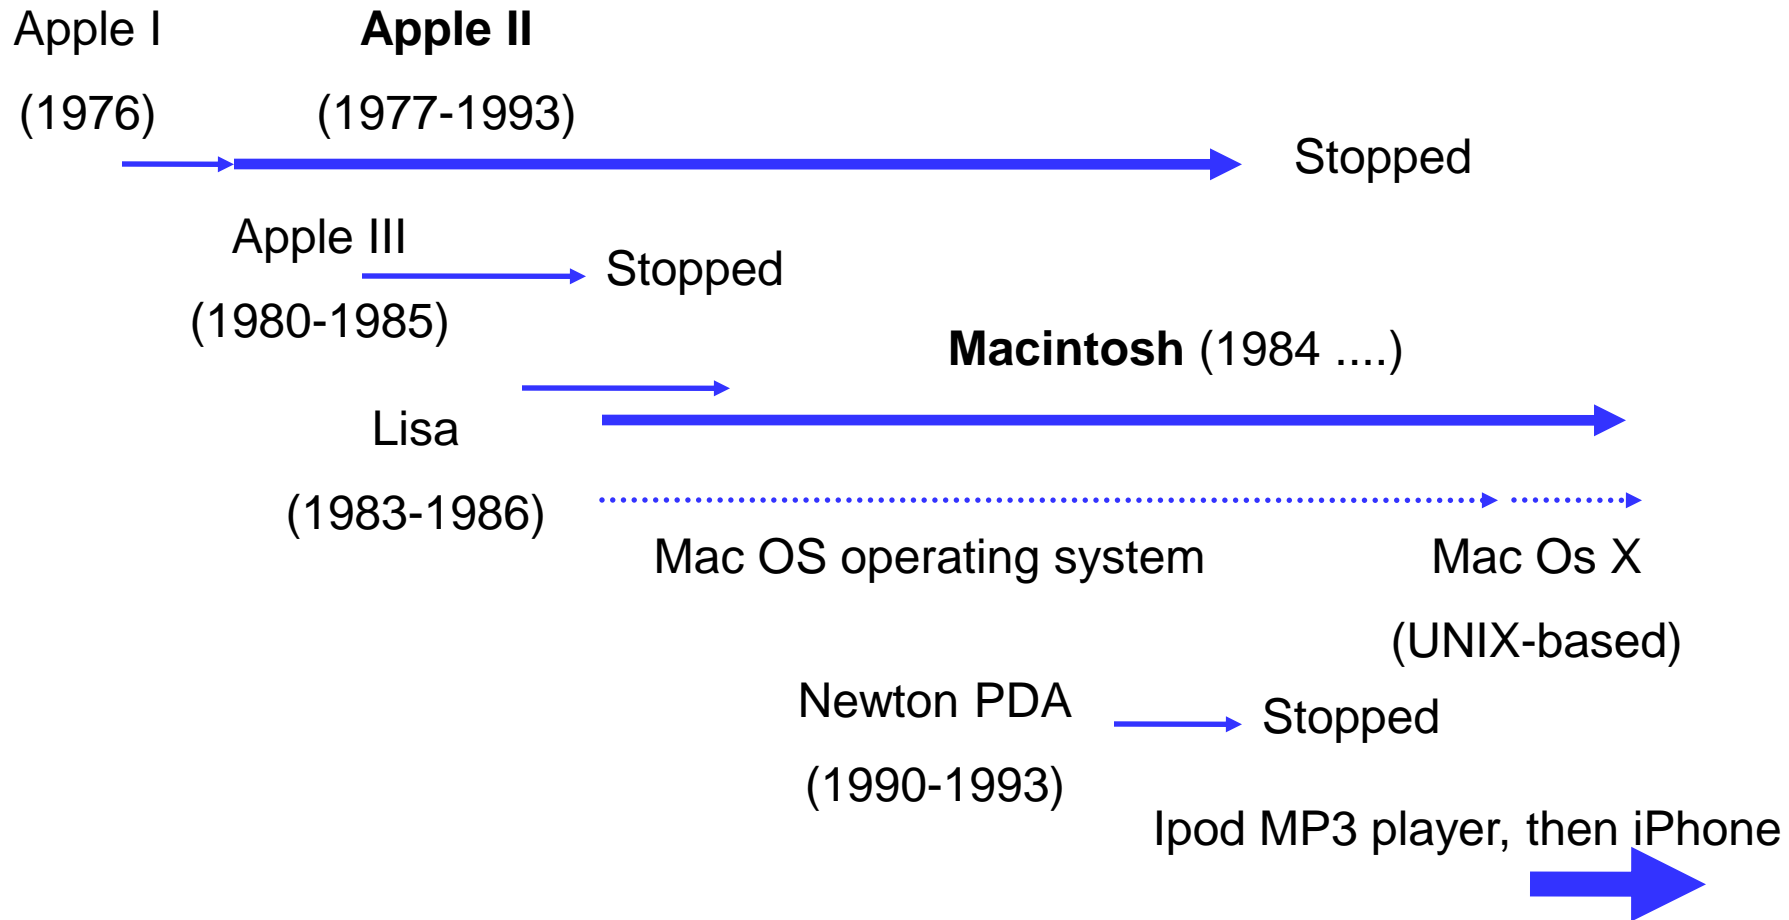 Apple I
Apple II
(1976)
(1977-1993)
Stopped
Apple III
Stopped
(1980-1985)
Macintosh (1984 ....)
Lisa
(1983-1986)
Mac OS operating system
Mac Os X
(UNIX-based)
Newton PDA
Stopped
(1990-1993)
Ipod MP3 player, then iPhone